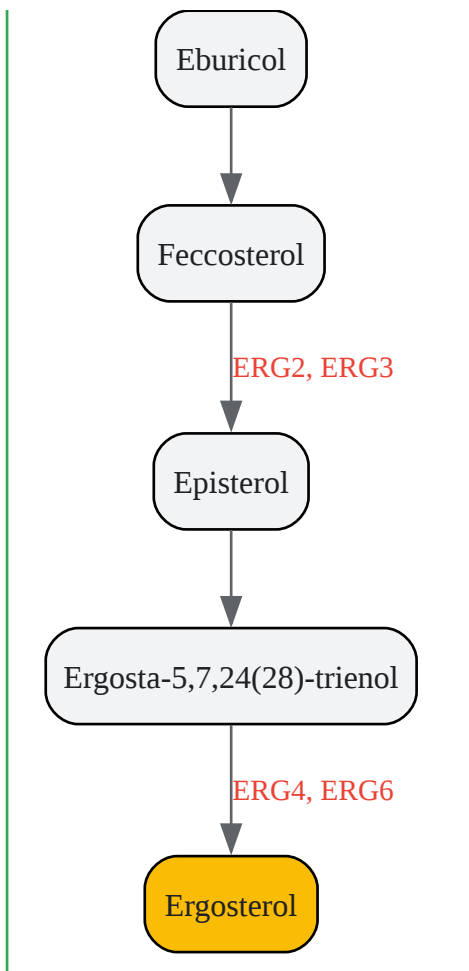 Eburicol
Feccosterol
ERG2, ERG3
Episterol
Ergosta-5,7,24(28)-trienol
ERG4, ERG6
Ergosterol